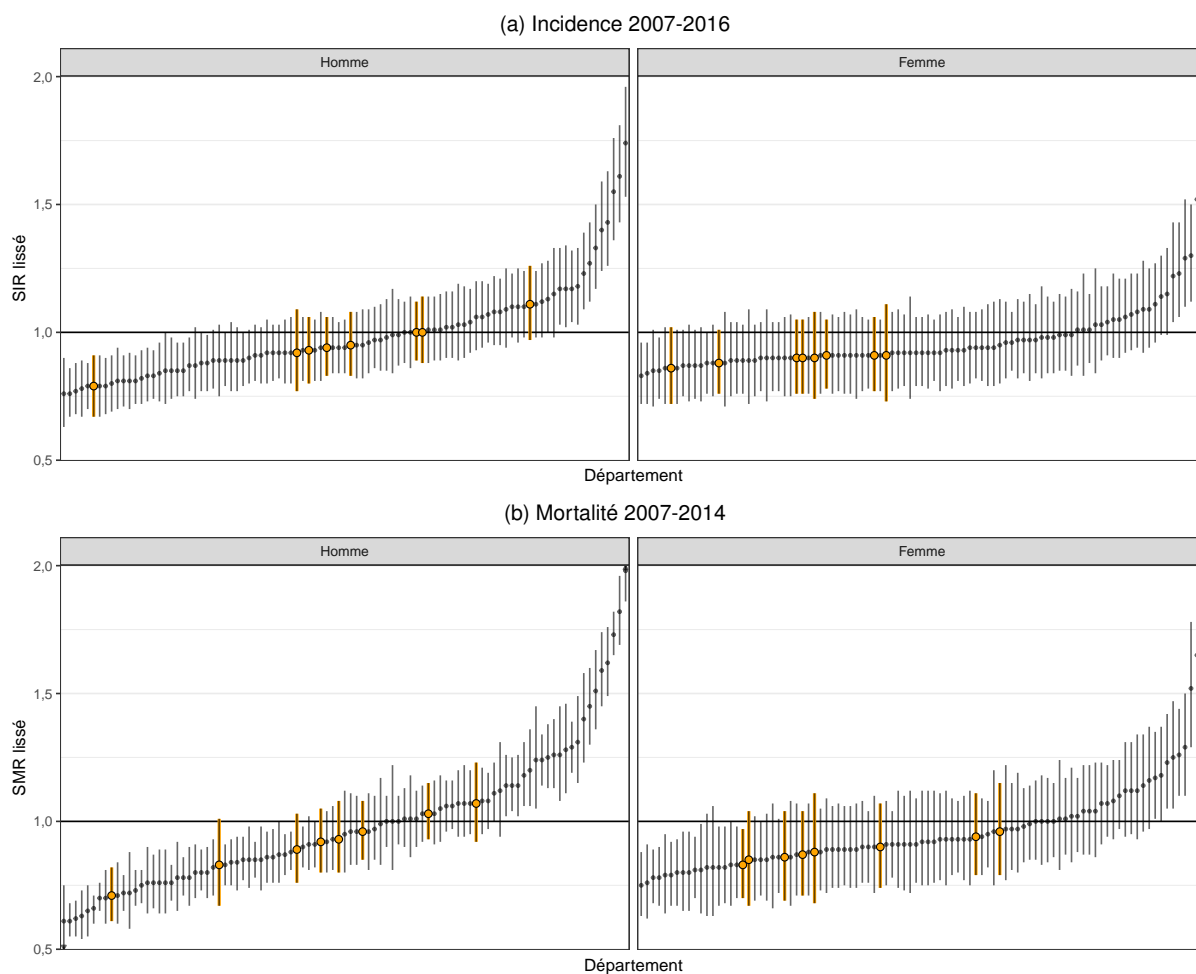 (a) Incidence 2007-2016
Homme
Femme
2,0
1,5
1,0
0,5
SIR lissé
Département
(b) Mortalité 2007-2014
Homme
Femme
2,0
1,5
1,0
0,5
SMR lissé
Département